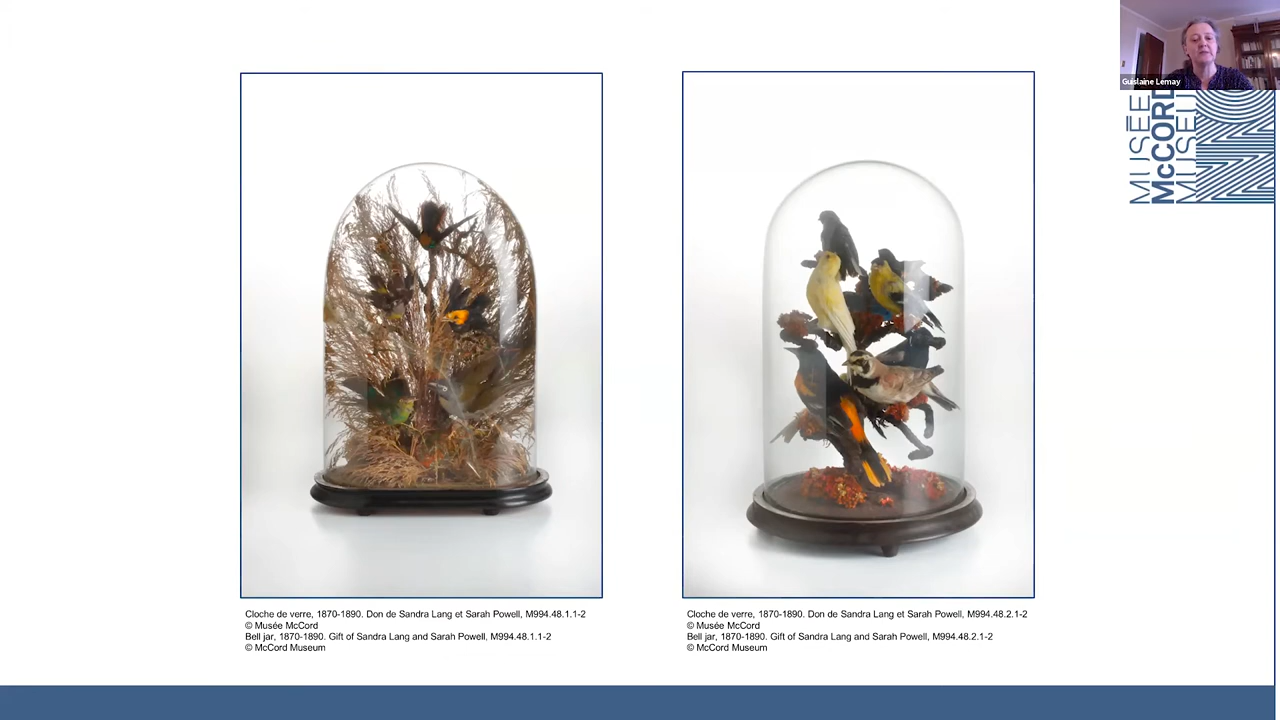 Guislaine Lemay
MUSÉE
McCORD
MUSEU
Cloche de verre, 1870-1890. Don de Sandra Lang et Sarah Powell, M994.48.1.1-2
© Musée McCord
Bell jar, 1870-1890. Gift of Sandra Lang and Sarah Powell, M994.48.1.1-2
© McCord Museum
Cloche de verre, 1870-1890. Don de Sandra Lang et Sarah Powell, M994.48.2.1-2
© Musée McCord
Bell jar, 1870-1890. Gift of Sandra Lang and Sarah Powell, M994.48.2.1-2
© McCord Museum